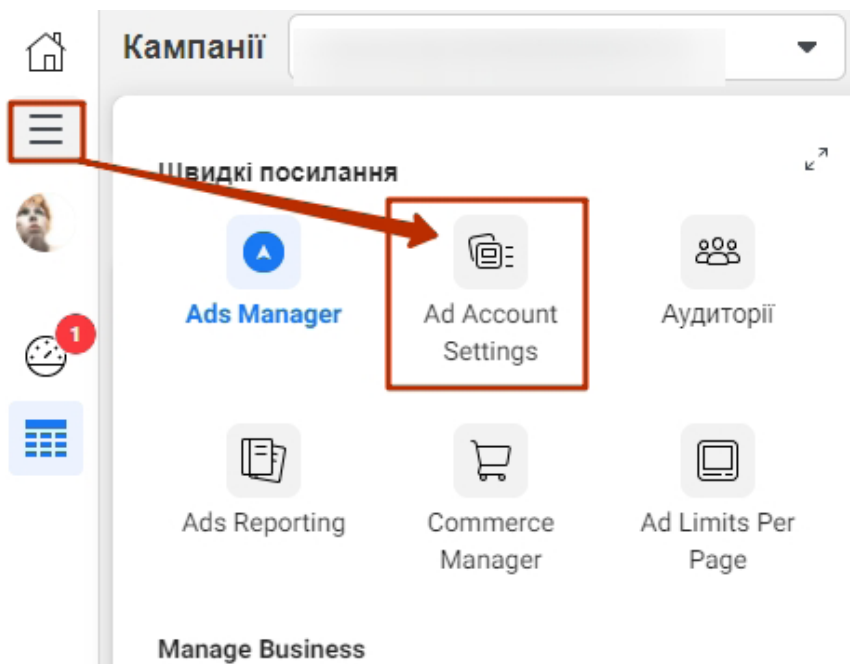 Кампанії
Швидкі посилання
Ads Manager
Ad Account
Settings
Аудиторії
1
Ads Reporting
Commerce
Manager
Ad Limits Per
Page
Manage Business